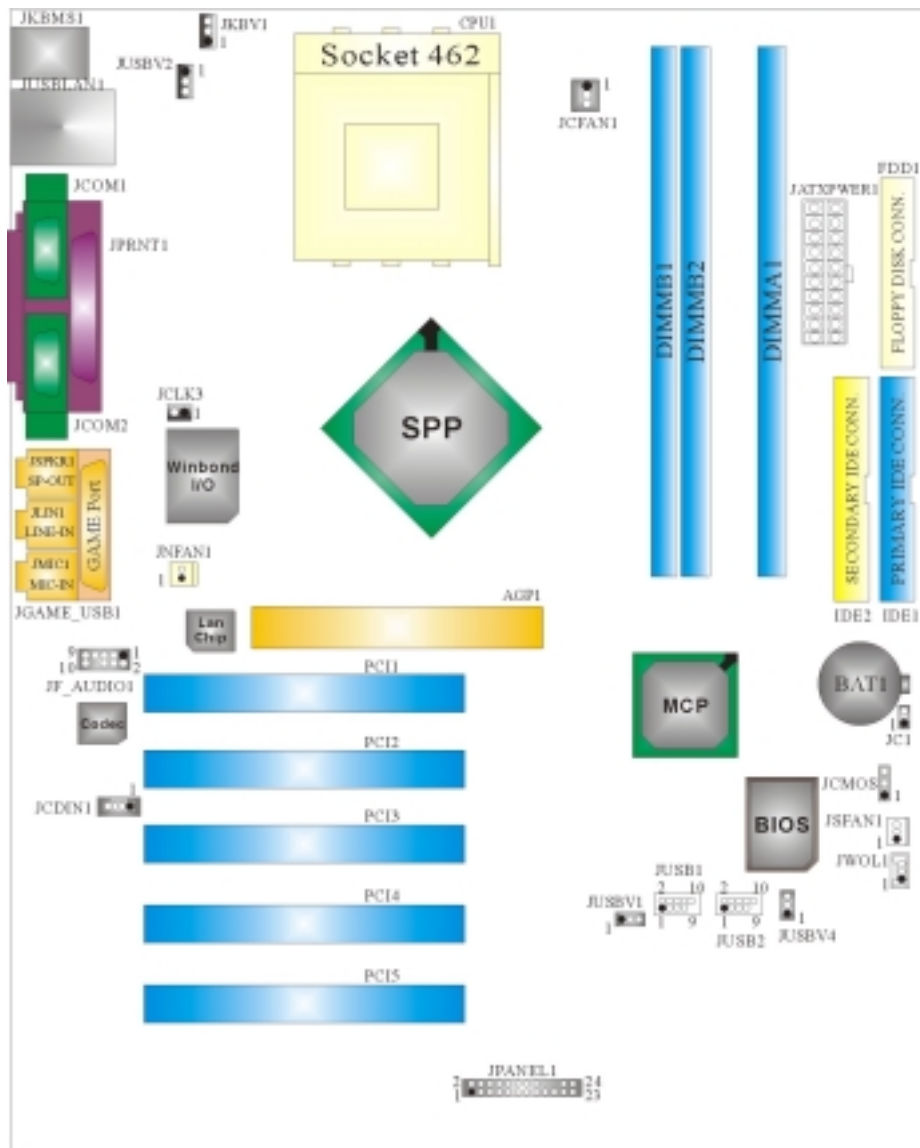 JKBMS1
JKBV1
1
CPU1
JUSBV2
1
Socket 462
JUSBLAN1
1
JCFAN1
JCOM1
FDD1
JATXPWER1
JPRNT1
DIMMB1
DIMMB2
DIMMA1
FLOPPY DISK CONN.
JCLK3
1
JCOM2
SPP
Winbond
I/O
JSPKR1
SP-OUT
JLIN1
LINE-IN
JMIC1
MIC-IN
GAME Port
SECONDARY IDE CONN
PRIMARY IDE CONN
JNFAN1
1
JGAME_USB1
AGP1
IDE2
IDE1
Lan
Chip
9
1
10
2
JF_AUDIO1
PCI1
BAT1
MCP
Codec
1
JC1
PCI2
1
JCDIN1
JCMOS
1
PCI3
BIOS
JSFAN1
1
JWOL1
1
JUSB1
2
10
2
10
PCI4
JUSBV1
1
1
9
1
9
1
JUSB2
JUSBV4
PCI5
JPANEL1
2
24
1
23